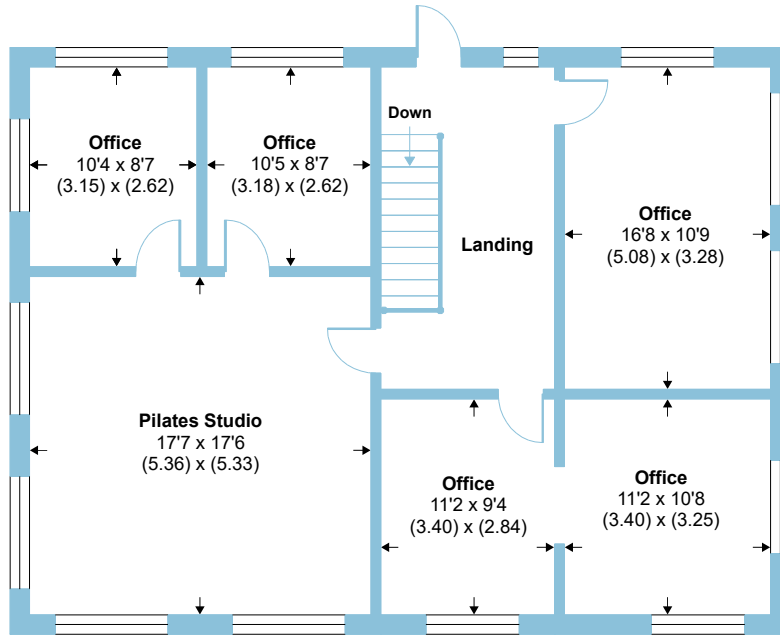 Office
10'4 x 8'7
(3.15) x (2.62)
Office
10'5 x 8'7
(3.18) x (2.62)
Down
Landing
Office
16'8 x 10'9
(5.08) x (3.28)
Pilates Studio
17'7 x 17'6
(5.36) x (5.33)
Office
11'2 x 9'4
(3.40) x (2.84)
Office
11'2 x 10'8
(3.40) x (3.25)